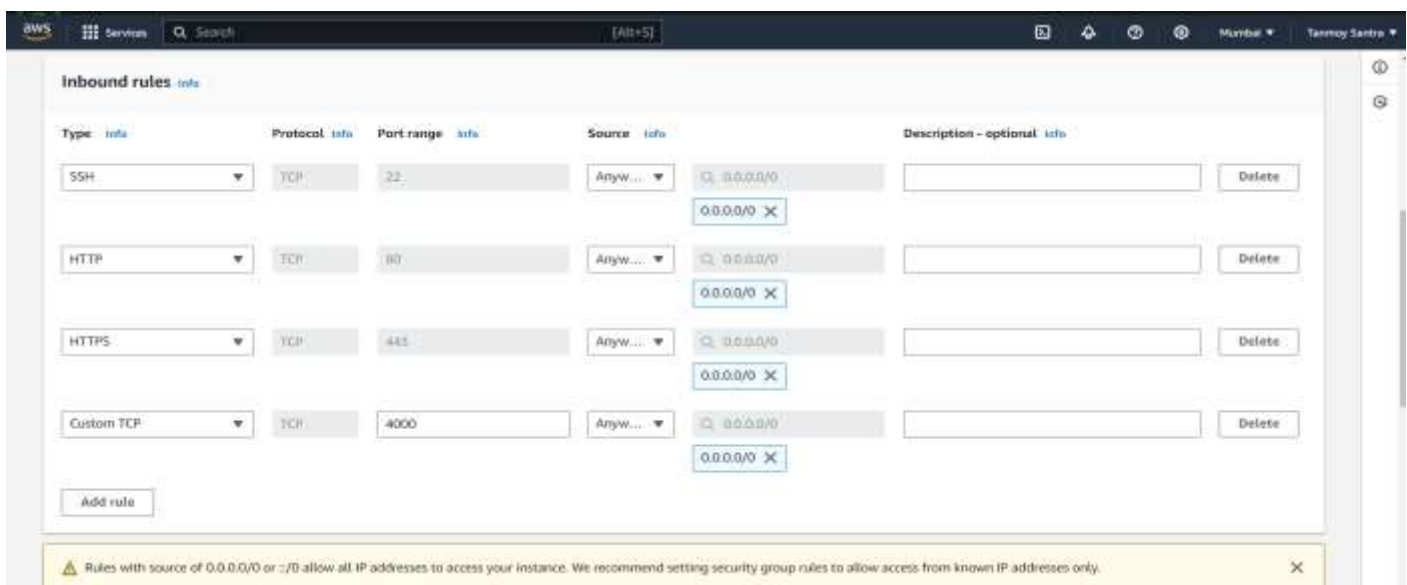 aws Services Search [Alt+S] Mumbai Tanmoy Santra
Inbound rules Info
Type Info Protocol Info Port range Info Source Info Description - optional Info
SSH TCP 22 Anyw... 0.0.0.0/0 Delete
0.0.0.0/0
HTTP TCP 80 Anyw... 0.0.0.0/0 Delete
0.0.0.0/0
HTTPS TCP 443 Anyw... 0.0.0.0/0 Delete
0.0.0.0/0
Custom TCP TCP 4000 Anyw... 0.0.0.0/0 Delete
0.0.0.0/0
Add rule
Rules with source of 0.0.0.0/0 or ::/0 allow all IP addresses to access your instance. We recommend setting security group rules to allow access from known IP addresses only.